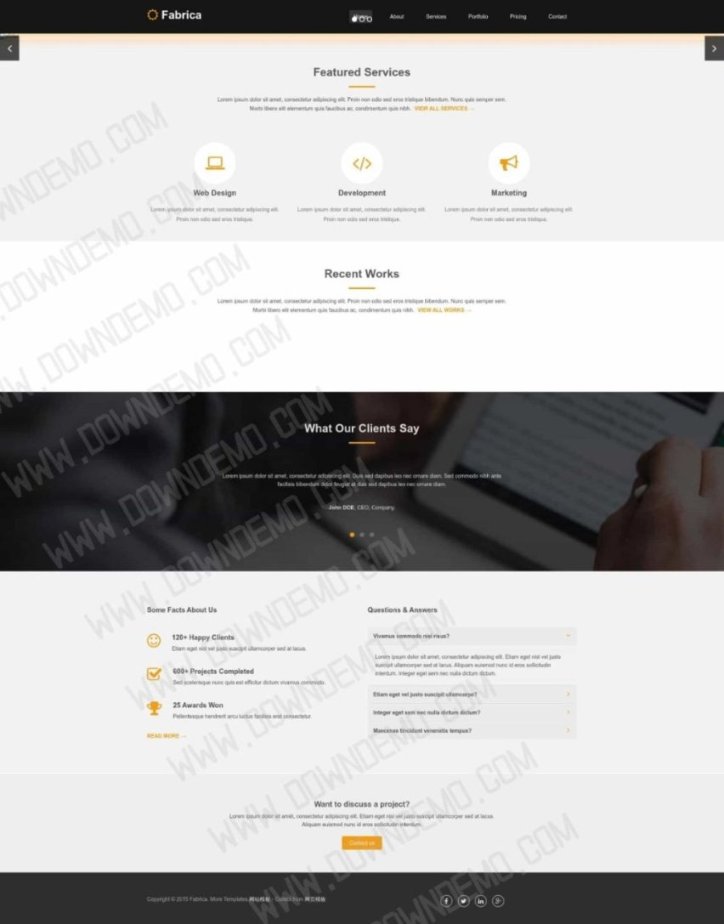 Fabrica
About
Services
Portfolio
Pricing
Contact
Featured Services
Lorem ipsum dolor sit amet, consectetur adipiscing elit. Proin non odio sed eros tristique bibendum. Nunc quis semper sem.
Morbi libero elit elementum quis faucibus ac, condimentum quis nibh. VIEW ALL SERVICES →
Web Design
Development
Marketing
Lorem ipsum dolor sit amet, consectetur adipiscing elit.
Proin non odio sed eros tristique.
Lorem ipsum dolor sit amet, consectetur adipiscing elit.
Proin non odio sed eros tristique.
Lorem ipsum dolor sit amet, consectetur adipiscing elit.
Proin non odio sed eros tristique.
Recent Works
Lorem ipsum dolor sit amet, consectetur adipiscing elit. Proin non odio sed eros tristique bibendum. Nunc quis semper sem.
Morbi libero elit elementum quis faucibus ac, condimentum quis nibh. VIEW ALL WORKS →
What Our Clients Say
Lorem ipsum dolor sit amet, consectetur adipiscing elit. Duis sed dapibus leo nec ornare diam. Sed commodo nibh ante
facilisis bibendum dolor feugiat at duis sed dapibus leo nec ornare diam.
John DOE, CEO, Company.
Some Facts About Us
120+ Happy Clients
Etiam eget nisl vel justo suscipit ullamcorper sed at lacus.
600+ Projects Completed
Sed scelerisque nunc quis est efficitur dictum vivamus commodo.
25 Awards Won
Pellentesque hendrerit arcu luctus facilisis erat consectetur.
READ MORE →
Questions & Answers
Vivamus commodo nisi risus?
Lorem ipsum dolor sit amet, consectetur adipiscing elit. Etiam eget nisl vel justo
suscipit ullamcorper sed at lacus. Aliquam euismod nunc id eros sollicitudin
interdum. Integer eget sem nec nulla dictum dictum.
Etiam eget vel justo suscipit ullamcorpe?
Integer eget sem nec nulla dictum dictum?
Maecenas tincidunt venenatis tempus?
Want to discuss a project?
Lorem ipsum dolor sit amet, consectetur adipiscing elit. Etiam eget nisl vel justo suscipit ullamcorper sed at lacus.
Aliquam euismod nunc id eros sollicitudin interdum.
Contact us
Copyright © 2015 Fabrica. More Templates 网站模板 - Collect from 网页模板
WWW.DOWNDEMO.COM